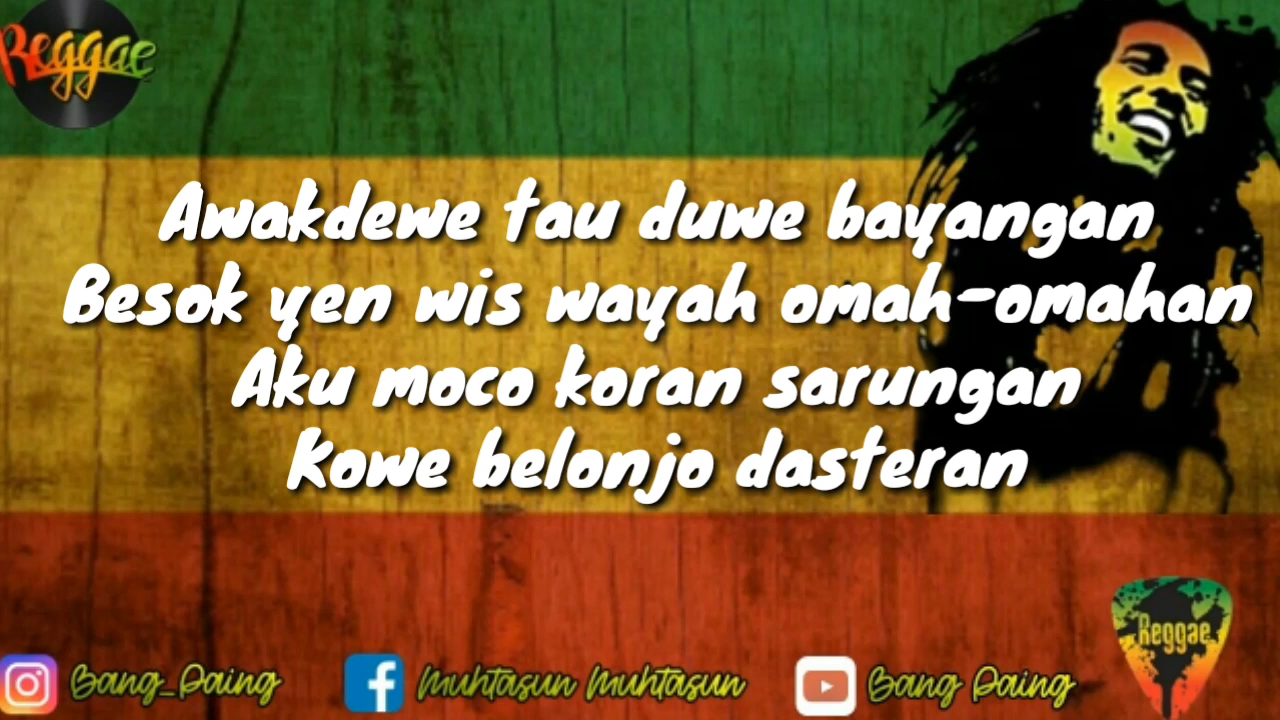 Reggae
Awakdewe tau duwe bayangan
Besok yen wis wayah omah-omahan
Aku moco koran sarungan
Kowe belonjo dasteran
Reggae
Bang_Paing
Muhtasun Muhtasun
Bang Paing